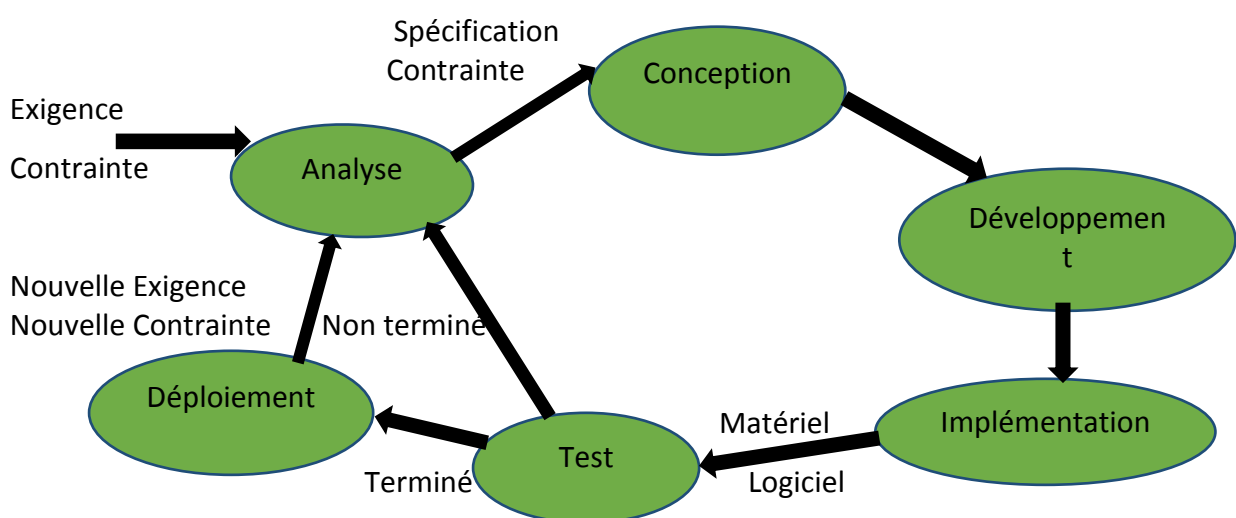 Spécification
Contrainte
Conception
Exigence
Contrainte
Analyse
Développemen
t
Nouvelle Exigence
Nouvelle Contrainte
Non terminé
Déploiement
Implémentation
Matériel
Logiciel
Test
Terminé